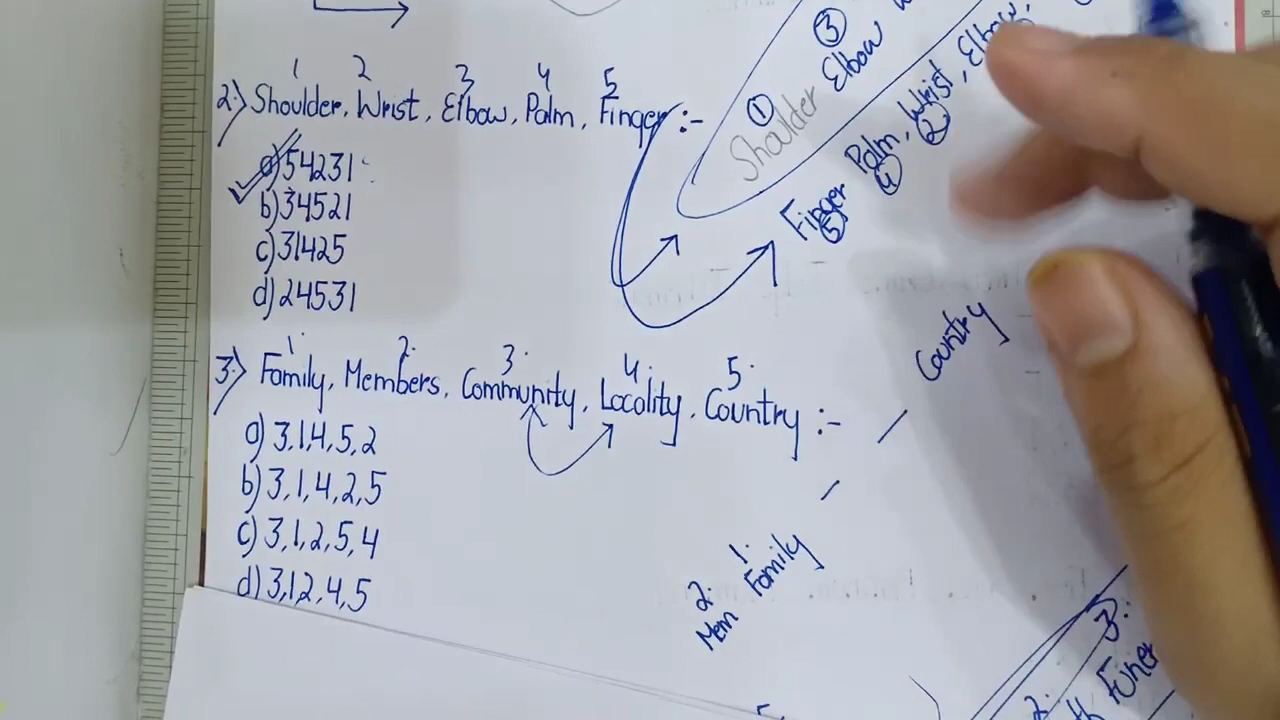 1 2 3 4 5
2.) Shoulder, Wrist, Elbow, Palm, Finger :-
a) 54231
b) 34521
c) 31425
d) 24531
① ③
Shoulder Elbow
Finger Palm, Wrist, Elbow,
⑤ ④ ②
1 2 3 4 5
3.) Family, Members, Community, Locality, Country :-
a) 3,1,4,5,2
b) 3,1,4,2,5
c) 3,1,2,5,4
d) 3,1,2,4,5
2. 1.
Mem Family — — Country
2. 3.